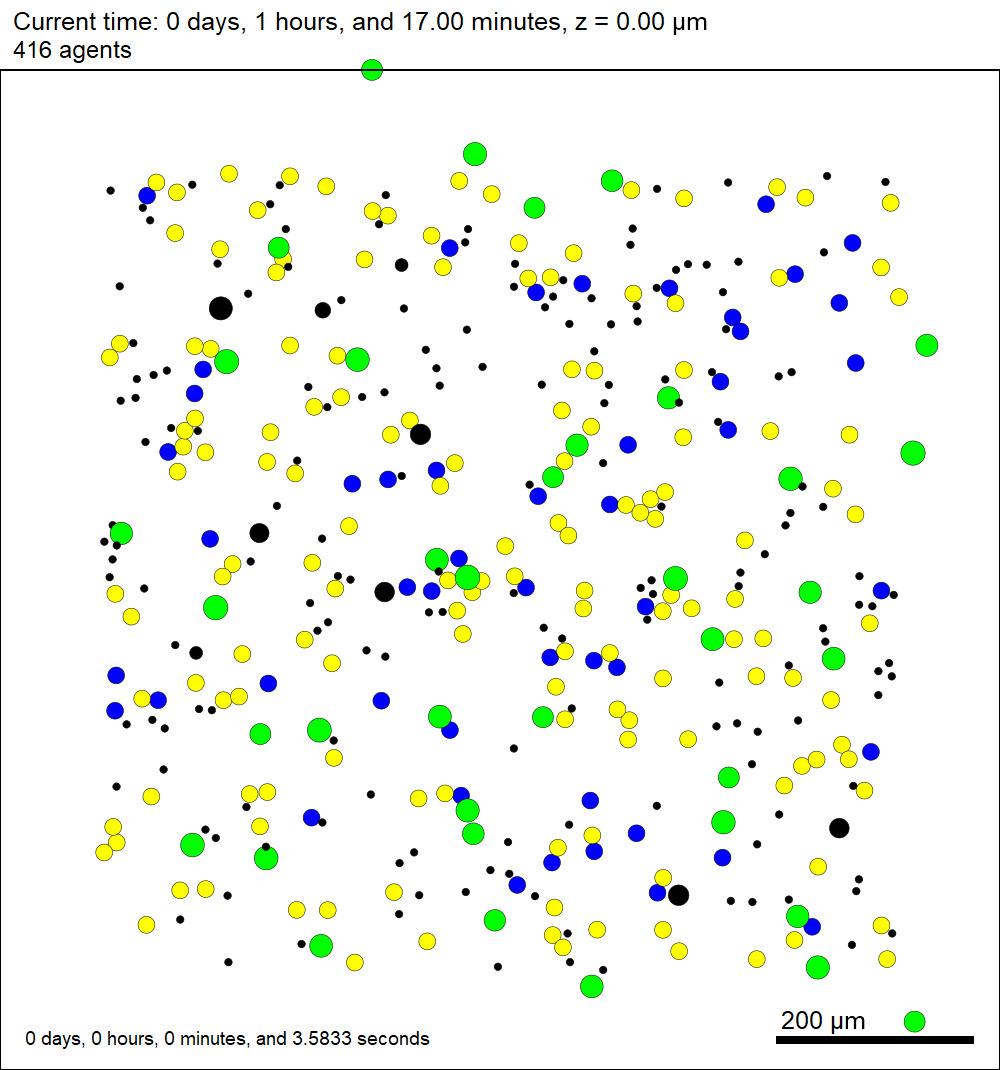 Current time: 0 days, 1 hours, and 17.00 minutes, z = 0.00 µm
416 agents
200 µm
0 days, 0 hours, 0 minutes, and 3.5833 seconds